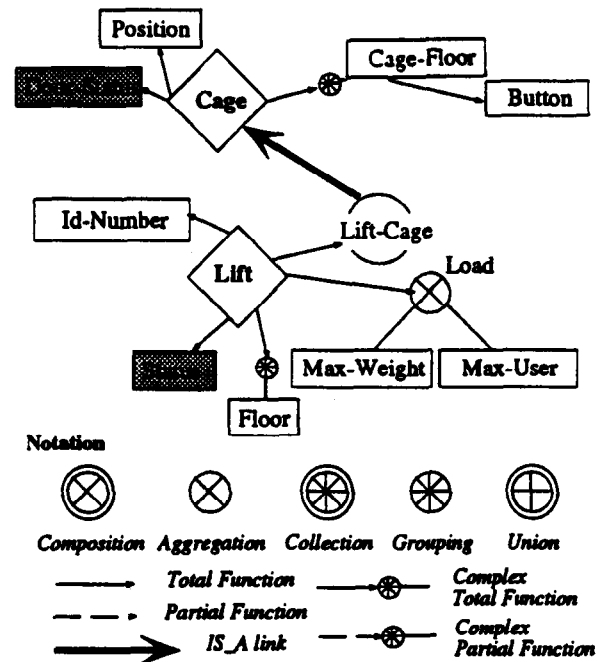 Position
Cage-Floor
Cage
Button
Id-Number
Lift-Cage
Lift
Load
Max-Weight
Max-User
Floor
Notation
Composition Aggregation Collection Grouping Union
Total Function
Complex
Total Function
Partial Function
IS_A link
Complex
Partial Function